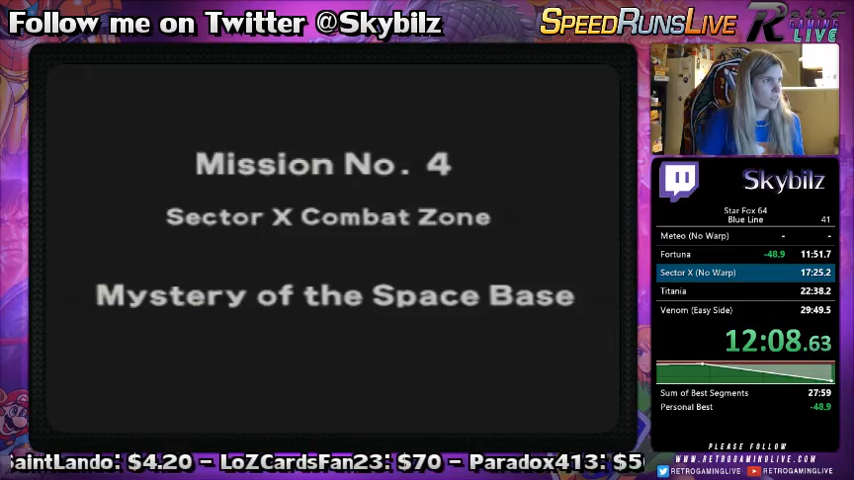 Follow me on Twitter @Skybilz
SPEEDRUNSLIVE
Retro
GAMING
LIVE
Mission No. 4
Sector X Combat Zone
Mystery of the Space Base
Skybilz
Star Fox 64
Blue Line 41
Meteo (No Warp) - -
Fortuna -48.9 11:51.7
Sector X (No Warp) 17:25.2
Titania 22:38.2
Venom (Easy Side) 29:49.5
12:08.63
Sum of Best Segments 27:59
Personal Best -48.9
PLEASE FOLLOW
WWW.RETROGAMINGLIVE.COM
RETROGAMINGLIVE RETROGAMINGLIVE
SaintLando: $4.20 - LoZCardsFan23: $70 - Paradox413: $5